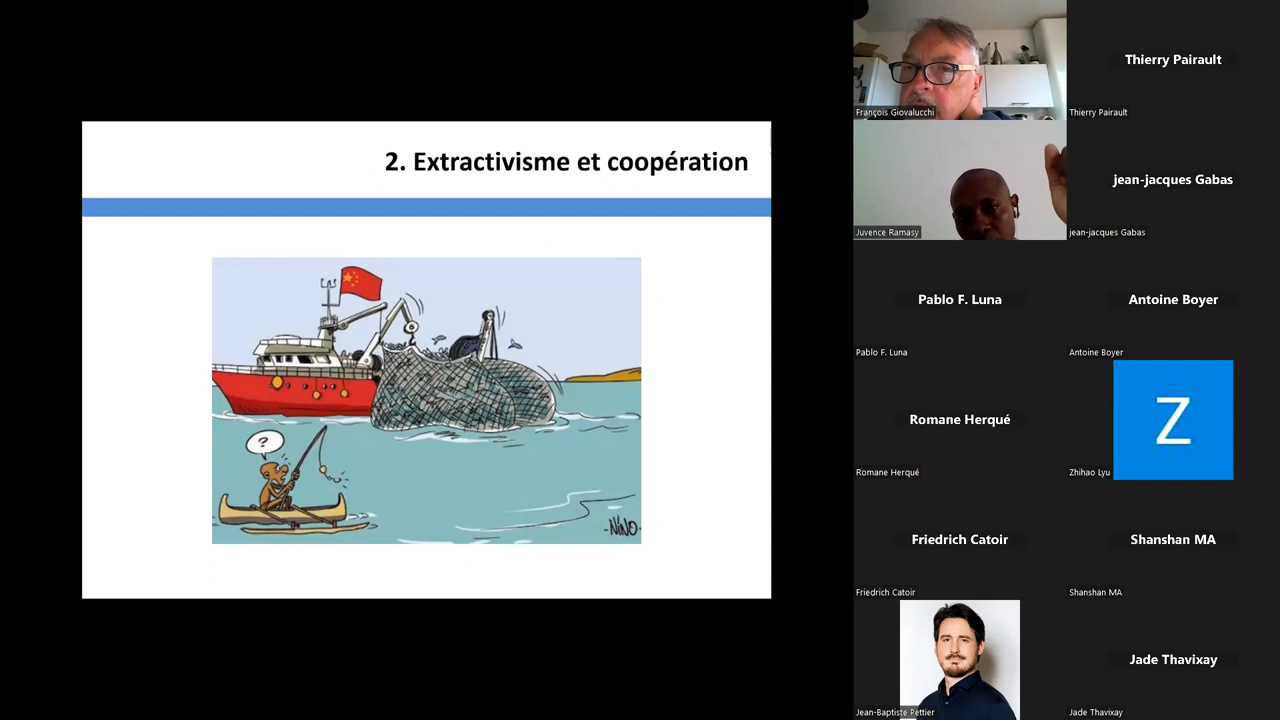 2. Extractivisme et coopération
?
-NINO-
François Giovalucchi
Thierry Pairault
Thierry Pairault
Juvence Ramasy
jean-jacques Gabas
jean-jacques Gabas
Pablo F. Luna
Pablo F. Luna
Antoine Boyer
Antoine Boyer
Romane Herqué
Romane Herqué
Z
Zhihao Lyu
Friedrich Catoir
Friedrich Catoir
Shanshan MA
Shanshan MA
Jean-Baptiste Pettier
Jade Thavixay
Jade Thavixay